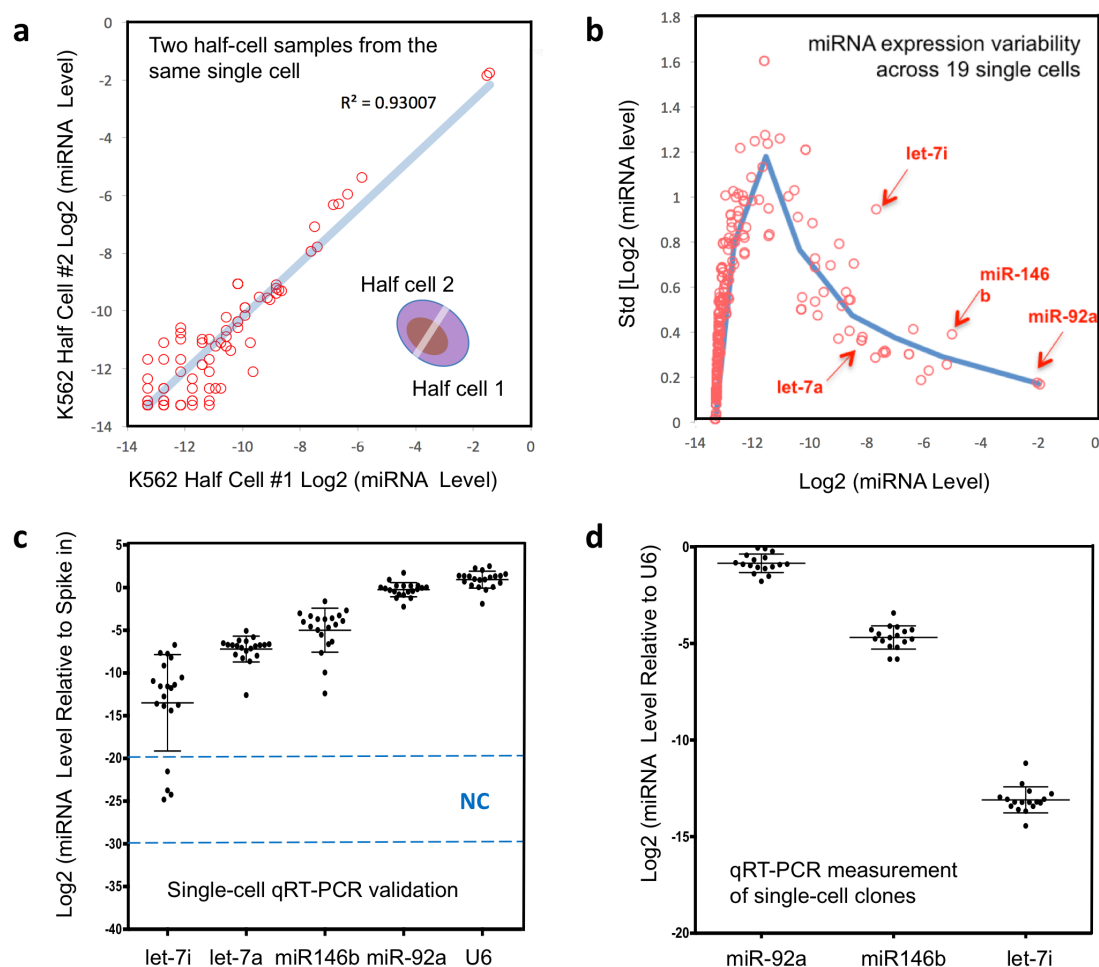 a
Two half-cell samples from the
same single cell
R² = 0.93007
Half cell 2
Half cell 1
K562 Half Cell #2 Log2 (miRNA Level)
0
-2
-4
-6
-8
-10
-12
-14
-14 -12 -10 -8 -6 -4 -2 0
K562 Half Cell #1 Log2 (miRNA Level)
b
miRNA expression variability
across 19 single cells
let-7i
miR-146
b
miR-92a
let-7a
Std [Log2 (miRNA level)
1.8
1.6
1.4
1.2
1
0.8
0.6
0.4
0.2
0
-14 -12 -10 -8 -6 -4 -2 0
Log2 (miRNA Level)
c
Log2 (miRNA Level Relative to Spike in)
5
0
-5
-10
-15
-20
-25
-30
-35
-40
NC
Single-cell qRT-PCR validation
let-7i let-7a miR146b miR-92a U6
d
Log2 (miRNA Level Relative to U6)
0
-5
-10
-15
-20
qRT-PCR measurement
of single-cell clones
miR-92a miR146b let-7i